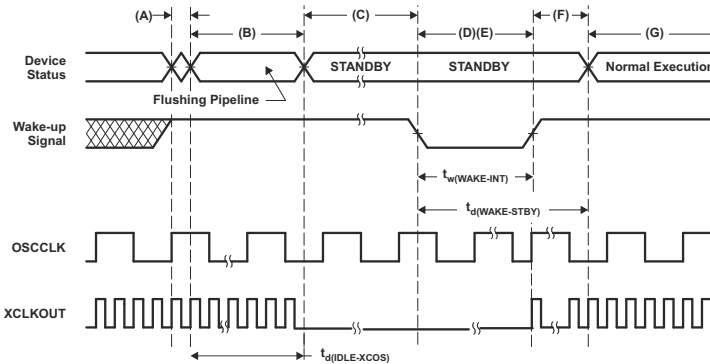 (A)
(B)
(C)
(D)(E)
(F)
(G)
Device
Status
STANDBY
STANDBY
Normal Execution
Flushing Pipeline
Wake-up
Signal
tw(WAKE-INT)
td(WAKE-STBY)
OSCCLK
XCLKOUT
td(IDLE-XCOS)